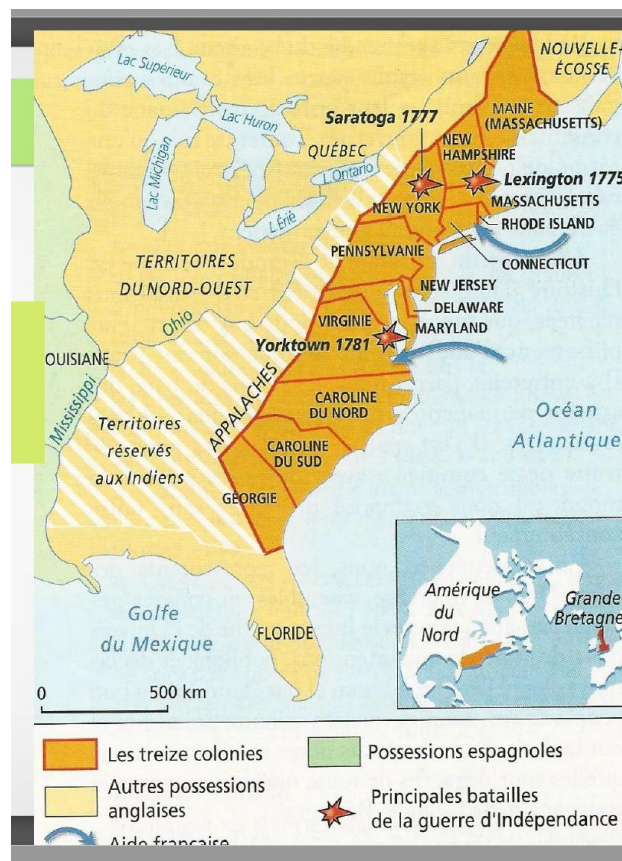 NOUVELLE-
ÉCOSSE
Lac Supérieur
Lac Huron
Lac Michigan
Saratoga 1777
MAINE
(MASSACHUSETTS)
QUÉBEC
NEW
HAMPSHIRE
L. Ontario
L. Érié
Lexington 1775
NEW YORK
MASSACHUSETTS
RHODE ISLAND
PENNSYLVANIE
CONNECTICUT
TERRITOIRES
DU NORD-OUEST
NEW JERSEY
DELAWARE
MARYLAND
Ohio
VIRGINIE
Yorktown 1781
OUISIANE
Mississippi
APPALACHES
CAROLINE
DU NORD
Océan
Atlantique
Territoires
réservés
aux Indiens
CAROLINE
DU SUD
GÉORGIE
Golfe
du Mexique
FLORIDE
Amérique
du
Nord
Grande-
Bretagne
0 500 km
Les treize colonies
Possessions espagnoles
Autres possessions
anglaises
Principales batailles
de la guerre d'Indépendance
Aide française